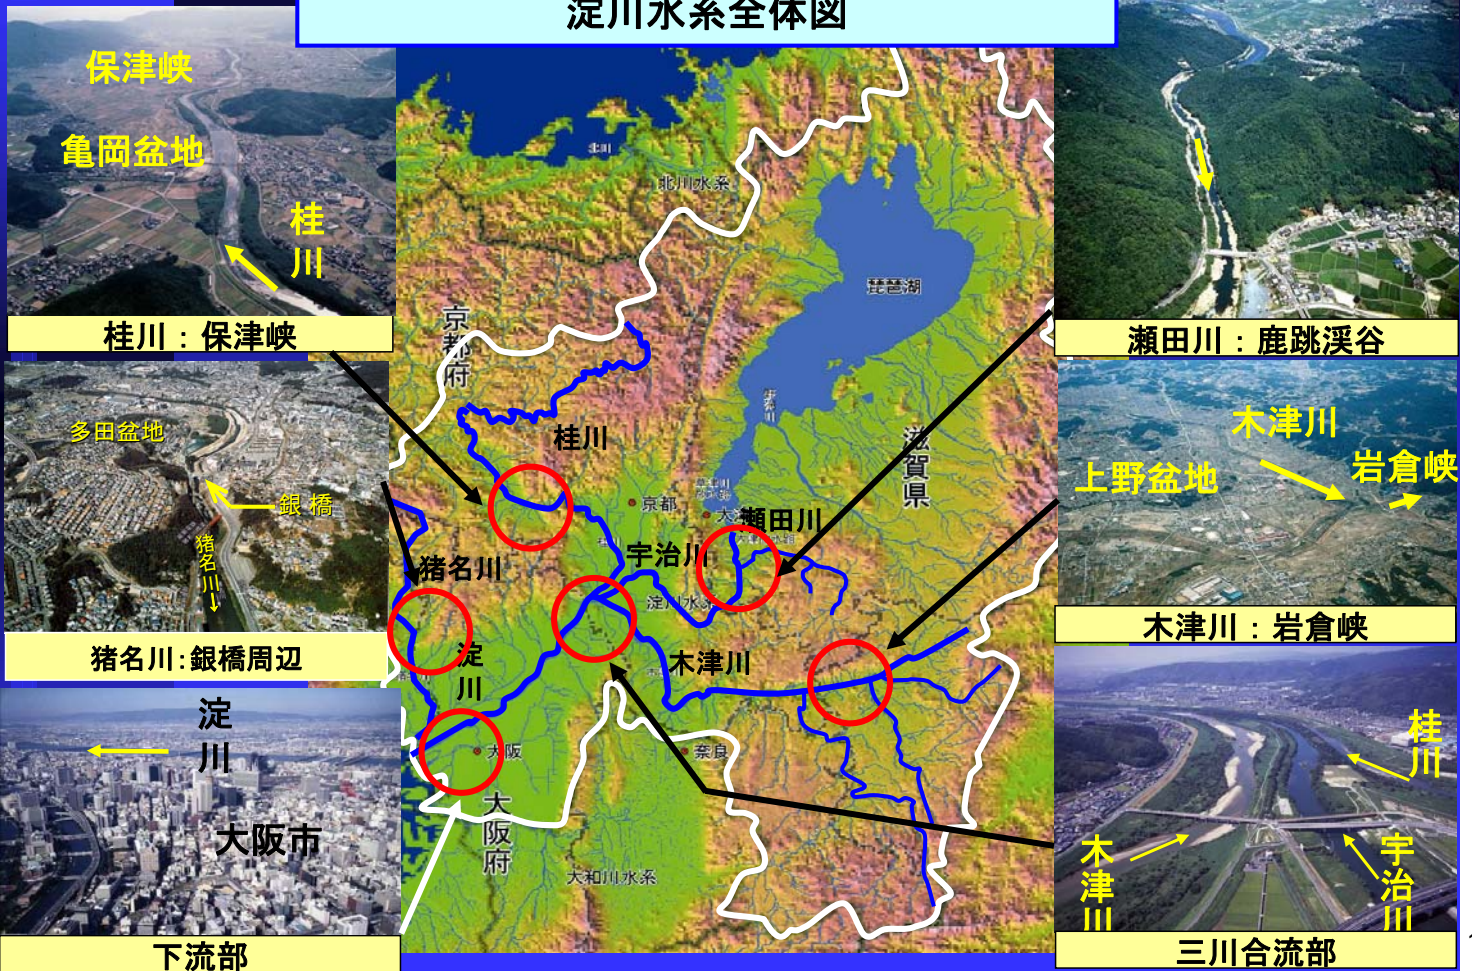 淀川水系全体図
保津峡
亀岡盆地
桂川
桂川：保津峡
多田盆地
銀橋
猪名川
猪名川：銀橋周辺
淀川
大阪市
下流部
北川
北川水系
琵琶湖
京都府
桂川
滋賀県
京都
瀬田川
宇治川
猪名川
淀川水系
淀川
木津川
大阪
奈良
大阪府
大和川水系
瀬田川：鹿跳渓谷
木津川
岩倉峡
上野盆地
木津川：岩倉峡
桂川
木津川
宇治川
三川合流部